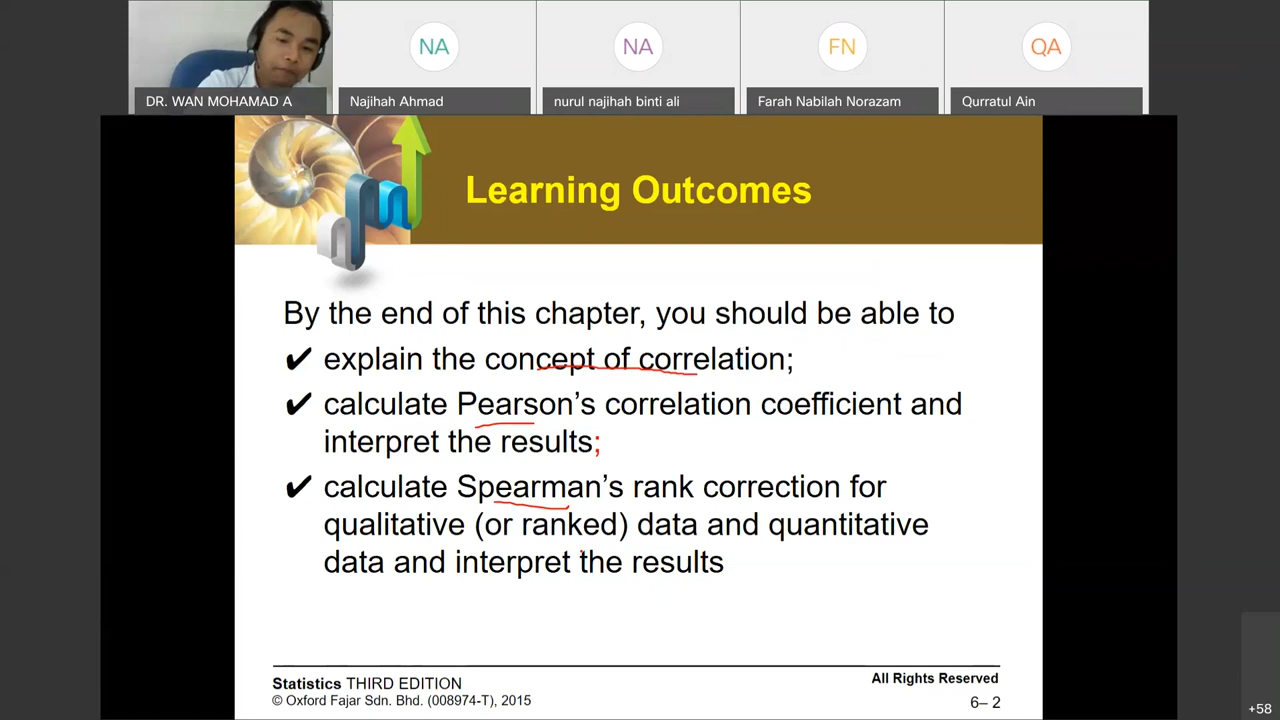 NA
NA
FN
QA
DR. WAN MOHAMAD A
Najihah Ahmad
nurul najihah binti ali
Farah Nabilah Norazam
Qurratul Ain
Learning Outcomes
By the end of this chapter, you should be able to
✔ explain the concept of correlation;
✔ calculate Pearson’s correlation coefficient and
interpret the results;
✔ calculate Spearman’s rank correction for
qualitative (or ranked) data and quantitative
data and interpret the results
Statistics THIRD EDITION
© Oxford Fajar Sdn. Bhd. (008974-T), 2015
All Rights Reserved
6– 2
+58